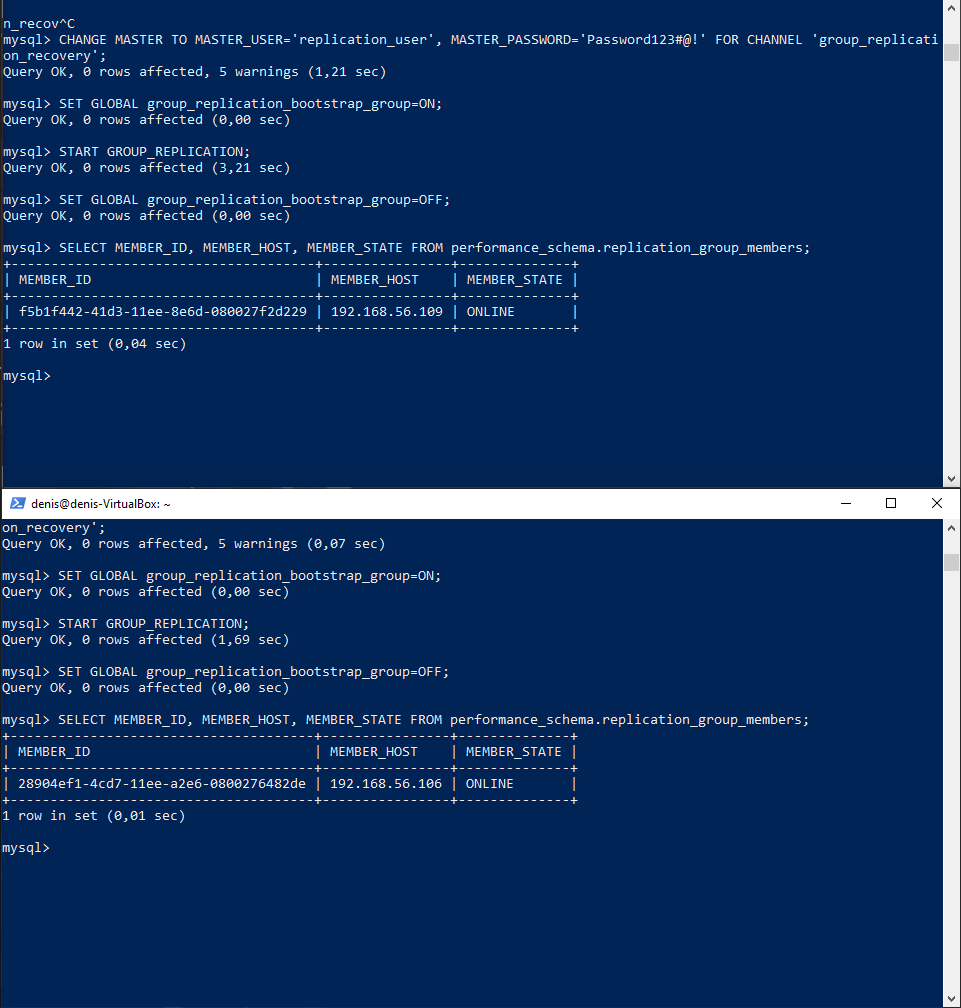 n_recov^C
mysql> CHANGE MASTER TO MASTER_USER='replication_user', MASTER_PASSWORD='Password123#@!' FOR CHANNEL 'group_replicati
on_recovery';
Query OK, 0 rows affected, 5 warnings (1,21 sec)
mysql> SET GLOBAL group_replication_bootstrap_group=ON;
Query OK, 0 rows affected (0,00 sec)
mysql> START GROUP_REPLICATION;
Query OK, 0 rows affected (3,21 sec)
mysql> SET GLOBAL group_replication_bootstrap_group=OFF;
Query OK, 0 rows affected (0,00 sec)
mysql> SELECT MEMBER_ID, MEMBER_HOST, MEMBER_STATE FROM performance_schema.replication_group_members;
+--------------------------------------+----------------+--------------+
| MEMBER_ID                            | MEMBER_HOST    | MEMBER_STATE |
+--------------------------------------+----------------+--------------+
| f5b1f442-41d3-11ee-8e6d-080027f2d229 | 192.168.56.109 | ONLINE       |
+--------------------------------------+----------------+--------------+
1 row in set (0,04 sec)
mysql>
denis@denis-VirtualBox: ~
on_recovery';
Query OK, 0 rows affected, 5 warnings (0,07 sec)
mysql> SET GLOBAL group_replication_bootstrap_group=ON;
Query OK, 0 rows affected (0,00 sec)
mysql> START GROUP_REPLICATION;
Query OK, 0 rows affected (1,69 sec)
mysql> SET GLOBAL group_replication_bootstrap_group=OFF;
Query OK, 0 rows affected (0,00 sec)
mysql> SELECT MEMBER_ID, MEMBER_HOST, MEMBER_STATE FROM performance_schema.replication_group_members;
+--------------------------------------+----------------+--------------+
| MEMBER_ID                            | MEMBER_HOST    | MEMBER_STATE |
+--------------------------------------+----------------+--------------+
| 28904ef1-4cd7-11ee-a2e6-0800276482de | 192.168.56.106 | ONLINE       |
+--------------------------------------+----------------+--------------+
1 row in set (0,01 sec)
mysql>